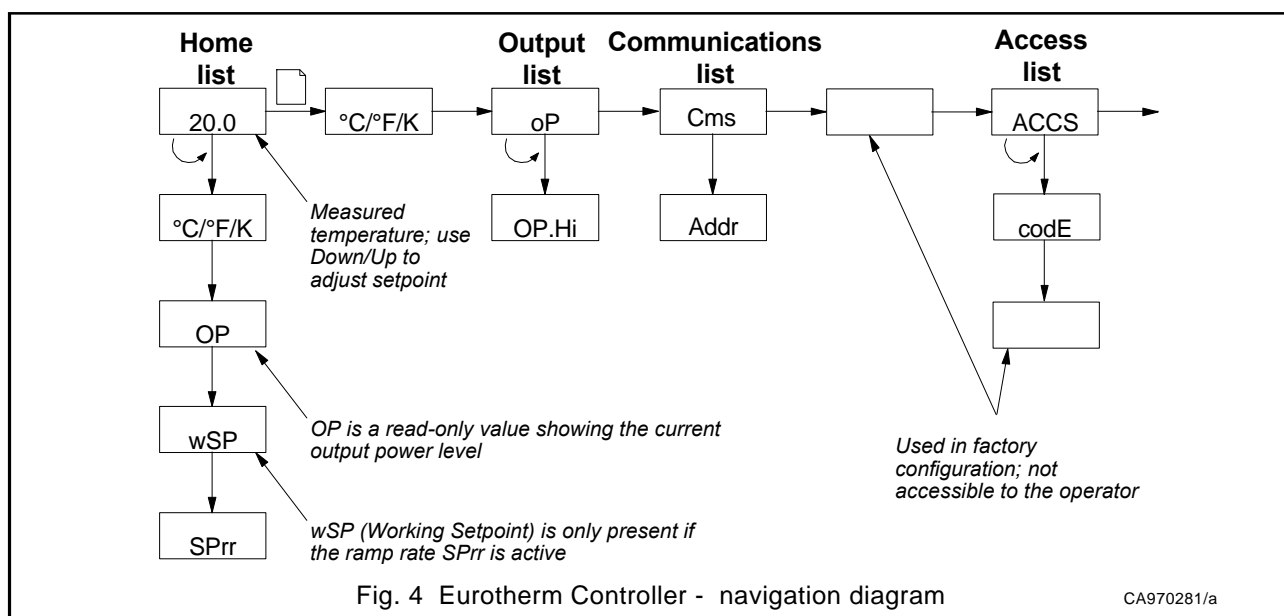 Home
list
Output
list
Communications
list
Access
list
20.0
°C/°F/K
oP
Cms
ACCS
°C/°F/K
Measured
temperature; use
Down/Up to
adjust setpoint
OP.Hi
Addr
codE
OP
OP is a read-only value showing the current
output power level
wSP
Used in factory
configuration; not
accessible to the operator
SPrr
wSP (Working Setpoint) is only present if
the ramp rate SPrr is active
Fig. 4 Eurotherm Controller - navigation diagram
CA970281/a